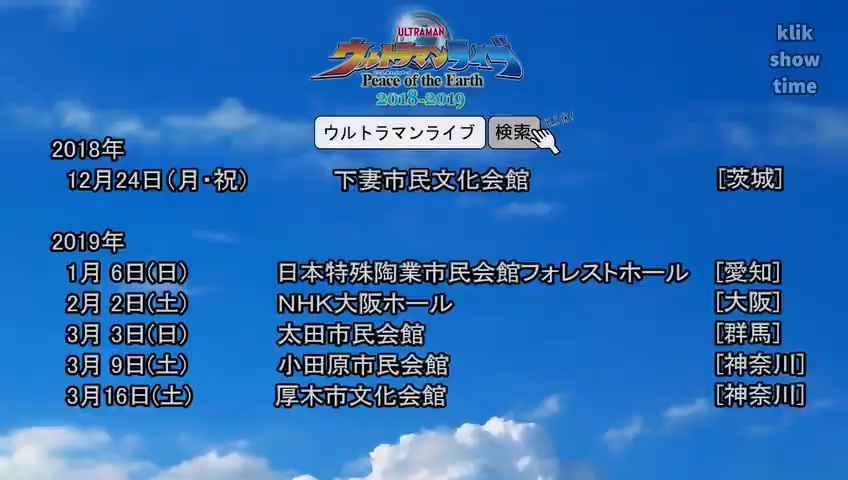 klik
show
time
ULTRAMAN
ウルトラマンライブ
Peace of the Earth
2018-2019
ウルトラマンライブ 検索
2018年
12月24日(月・祝) 下妻市民文化会館 [茨城]
2019年
1月 6日(日) 日本特殊陶業市民会館フォレストホール [愛知]
2月 2日(土) NHK大阪ホール [大阪]
3月 3日(日) 太田市民会館 [群馬]
3月 9日(土) 小田原市民会館 [神奈川]
3月16日(土) 厚木市文化会館 [神奈川]